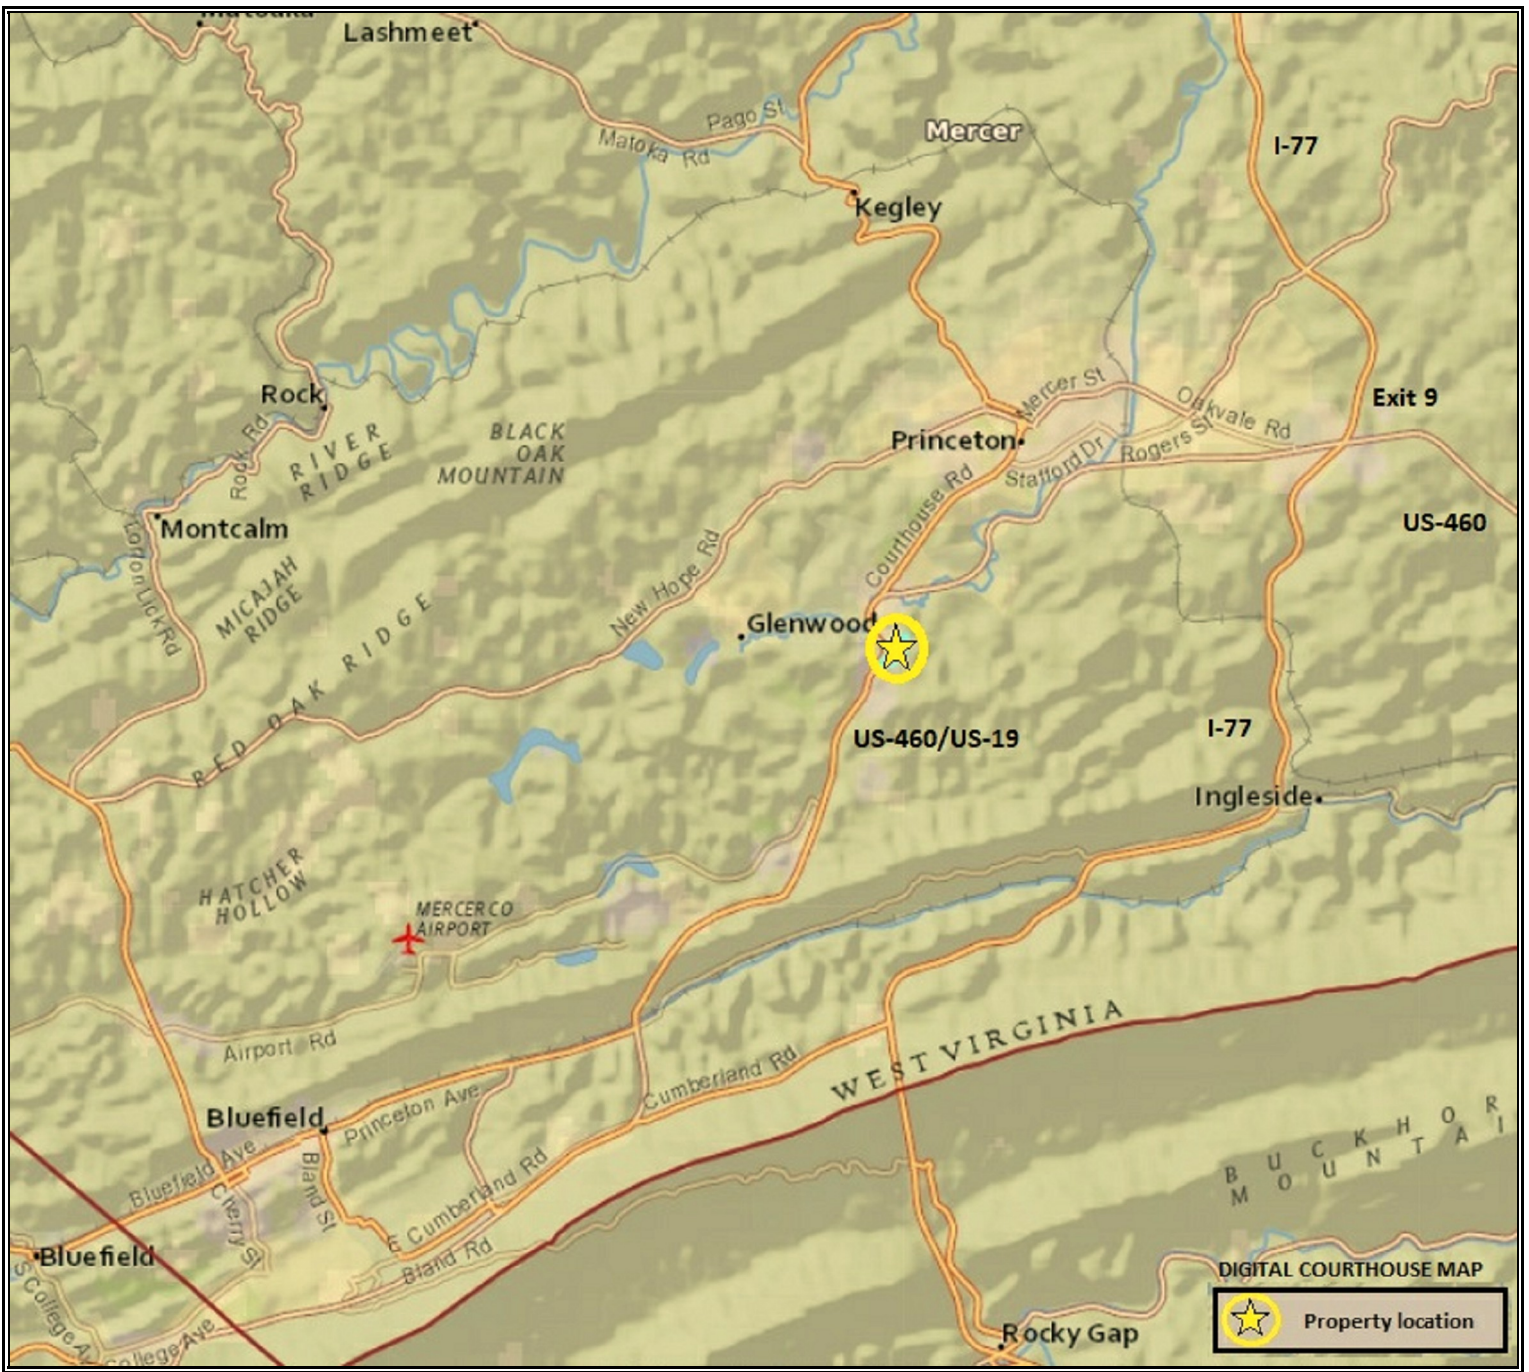 Matoaka
Lashmeet
Pago St
Matoka Rd
Mercer
I-77
Kegley
Rock
Rock Rd
RIVER
RIDGE
BLACK
OAK
MOUNTAIN
Mercer St
Princeton
Oakvale Rd
Rogers St
Stafford Dr
Exit 9
US-460
Courthouse Rd
Montcalm
Lorton Lick Rd
MICAJAH
RIDGE
New Hope Rd
Glenwood
RED OAK RIDGE
US-460/US-19
I-77
Ingleside
HATCHER
HOLLOW
MERCER CO
AIRPORT
Airport Rd
Cumberland Rd
WEST VIRGINIA
Bluefield
Princeton Ave
Bluefield Ave
Bland St
Cherry St
E Cumberland Rd
Bland Rd
BUCKHOR
MOUNTAI
Bluefield
S College A
College Ave
Rocky Gap
DIGITAL COURTHOUSE MAP
Property location